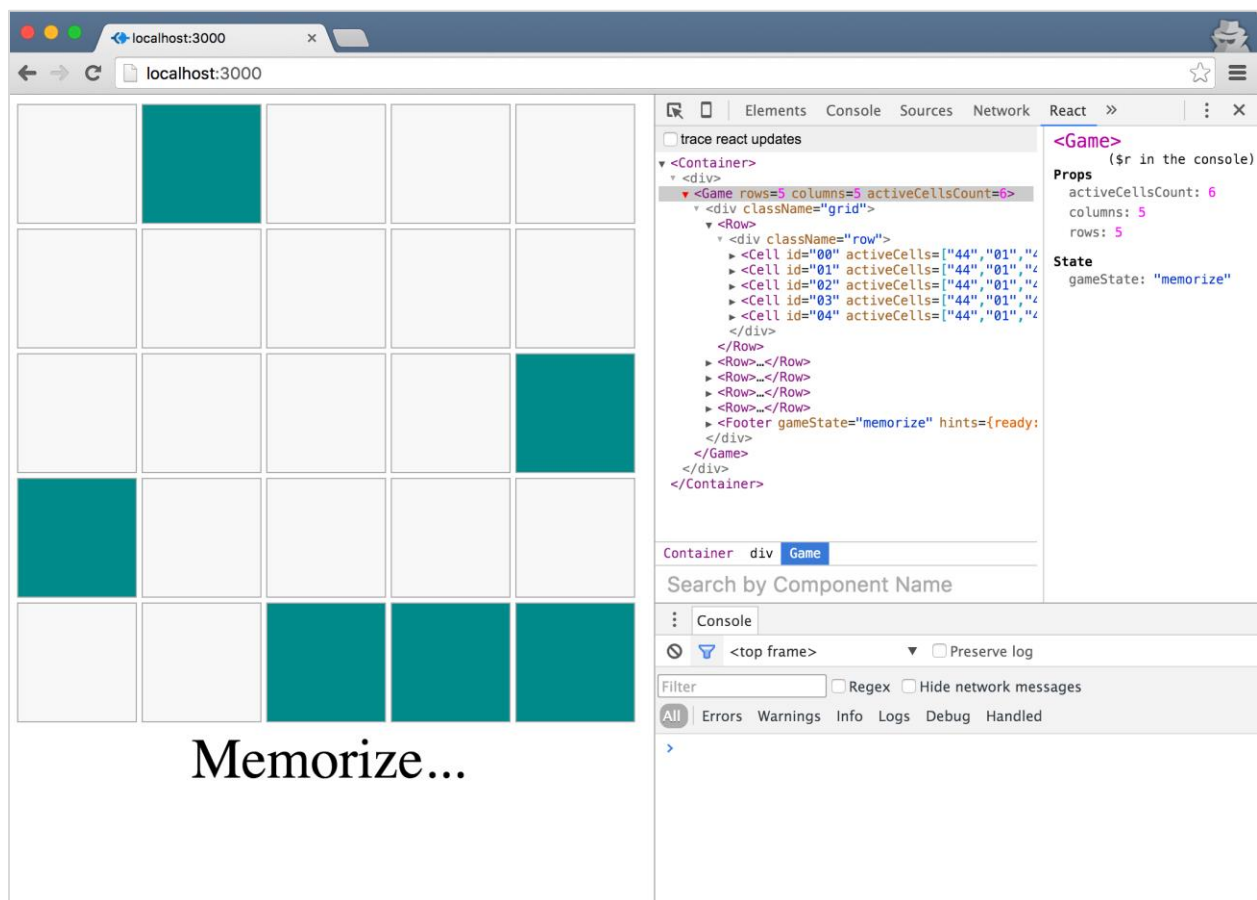 localhost:3000 ×
localhost:3000
Memorize...
Elements Console Sources Network React » ⋮ ×
trace react updates
▼ <Container>
▼ <div>
▼ <Game rows=5 columns=5 activeCellsCount=6>
▼ <div className="grid">
▼ <Row>
▼ <div className="row">
▶ <Cell id="00" activeCells=["44","01","4
▶ <Cell id="01" activeCells=["44","01","4
▶ <Cell id="02" activeCells=["44","01","4
▶ <Cell id="03" activeCells=["44","01","4
▶ <Cell id="04" activeCells=["44","01","4
</div>
</Row>
▶ <Row>…</Row>
▶ <Row>…</Row>
▶ <Row>…</Row>
▶ <Row>…</Row>
▶ <Footer gameState="memorize" hints={ready:
</div>
</Game>
</div>
</Container>
Container div Game
Search by Component Name
<Game>
($r in the console)
Props
activeCellsCount: 6
columns: 5
rows: 5
State
gameState: "memorize"
⋮ Console
<top frame> ▼ Preserve log
Filter Regex Hide network messages
All Errors Warnings Info Logs Debug Handled
>